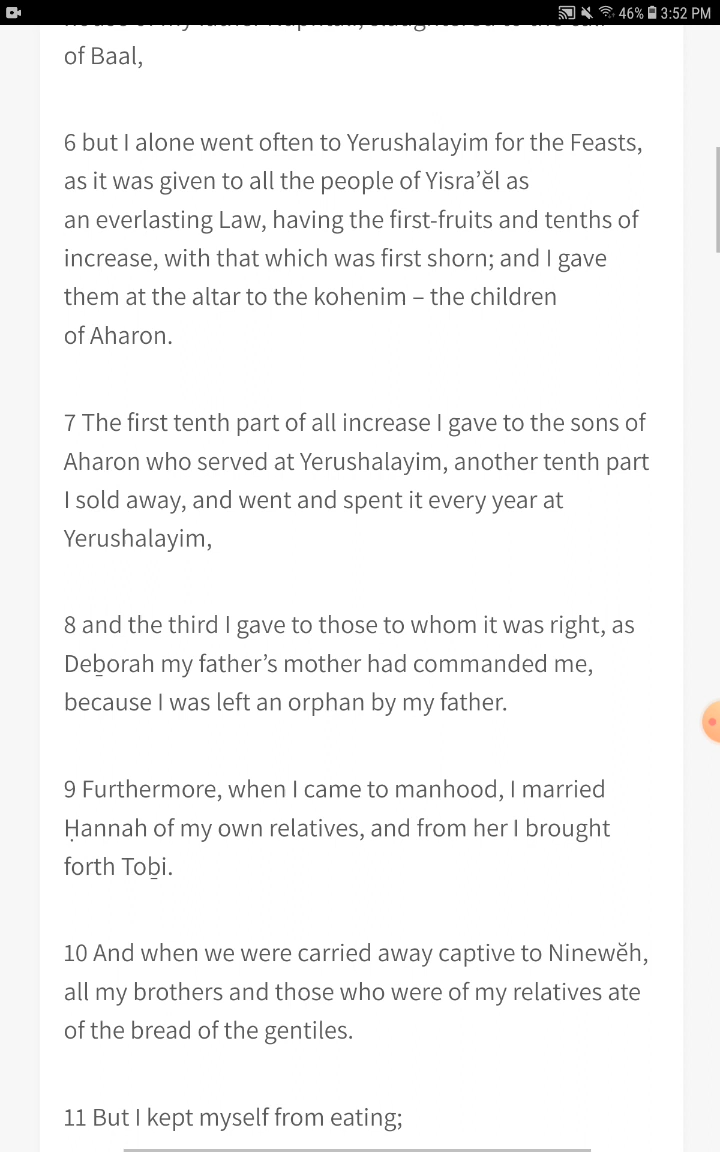 46% 3:52 PM
of Baal,
6 but I alone went often to Yerushalayim for the Feasts,
as it was given to all the people of Yisra’ĕl as
an everlasting Law, having the first-fruits and tenths of
increase, with that which was first shorn; and I gave
them at the altar to the kohenim – the children
of Aharon.
7 The first tenth part of all increase I gave to the sons of
Aharon who served at Yerushalayim, another tenth part
I sold away, and went and spent it every year at
Yerushalayim,
8 and the third I gave to those to whom it was right, as
Deḇorah my father’s mother had commanded me,
because I was left an orphan by my father.
9 Furthermore, when I came to manhood, I married
Ḥannah of my own relatives, and from her I brought
forth Toḇi.
10 And when we were carried away captive to Ninewĕh,
all my brothers and those who were of my relatives ate
of the bread of the gentiles.
11 But I kept myself from eating;